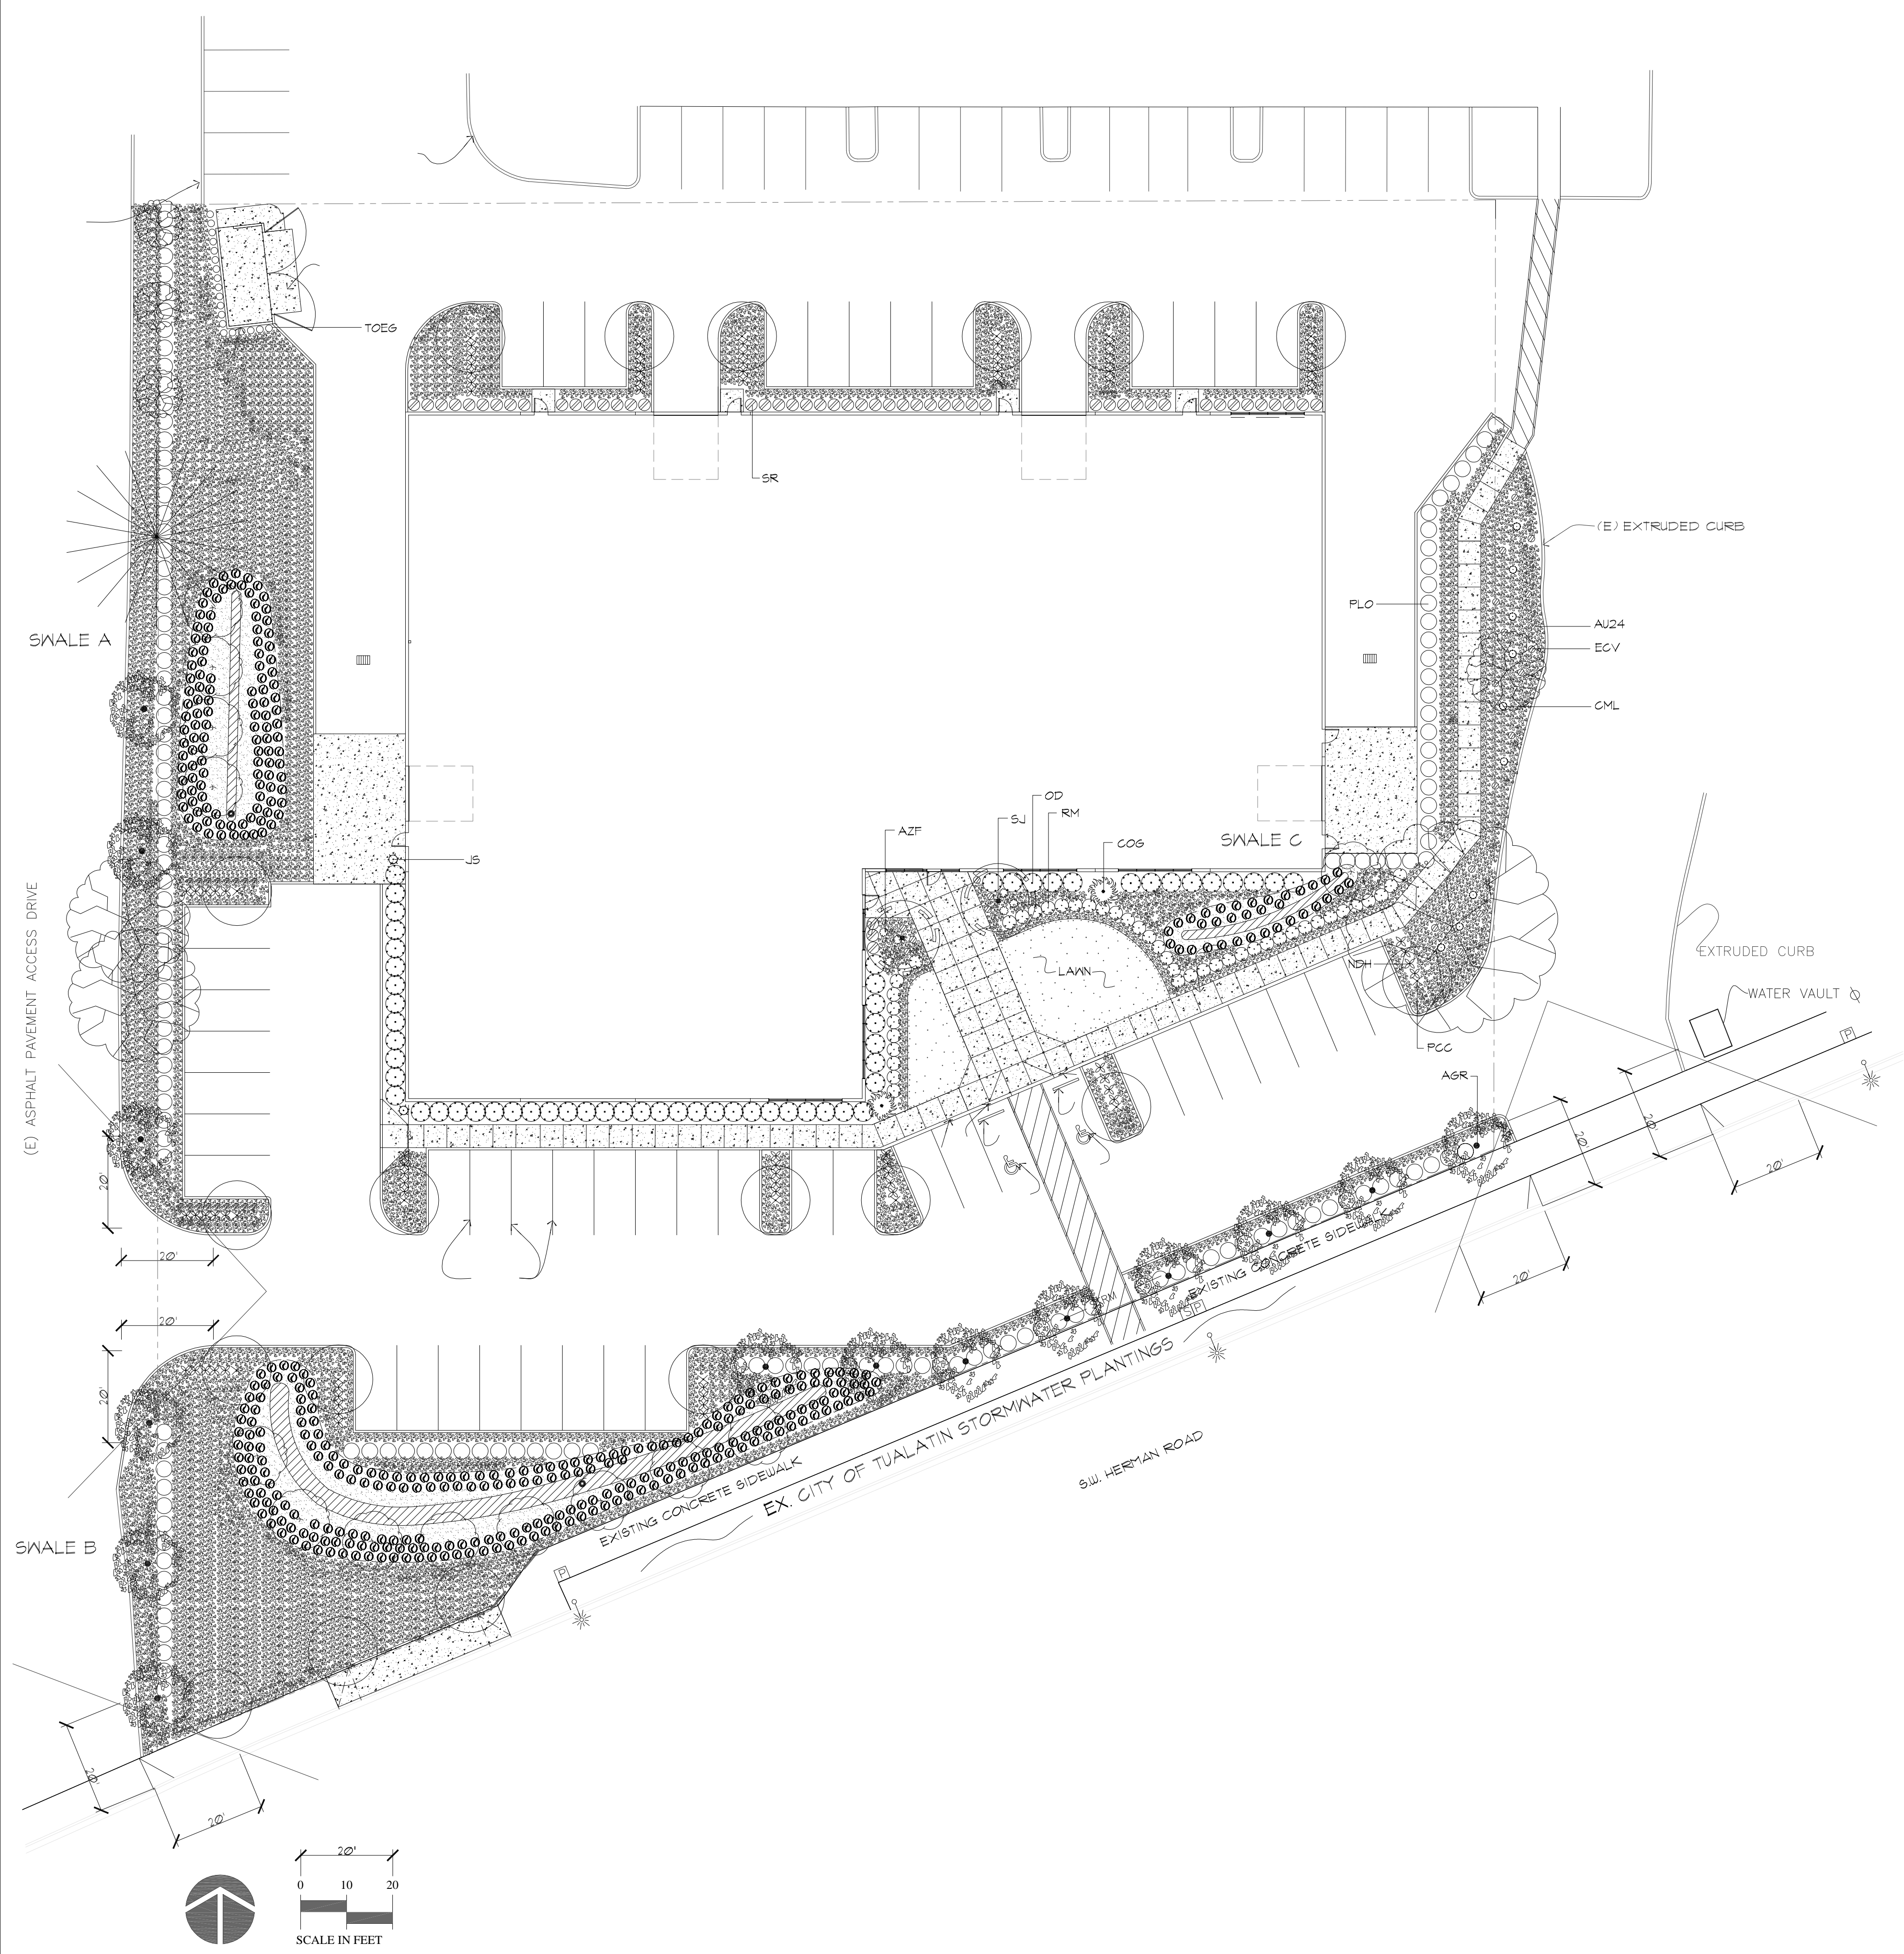 TOEG
SR
(E) EXTRUDED CURB
PLO
AU24
ECV
SWALE A
CML
OD
SJ
RM
AZF
COG
SWALE C
JS
(E) ASPHALT PAVEMENT ACCESS DRIVE
LAWN
NDH
EXTRUDED CURB
WATER VAULT
P
PCC
AGR
20'
20'
20'
20'
20'
20'
EXISTING CONCRETE SIDEWALK
20'
RM
S P
20'
20'
EX. CITY OF TUALATIN STORMWATER PLANTINGS
S.W. HERMAN ROAD
EXISTING CONCRETE SIDEWALK
SWALE B
P
20'
20'
20'
0 10 20
SCALE IN FEET